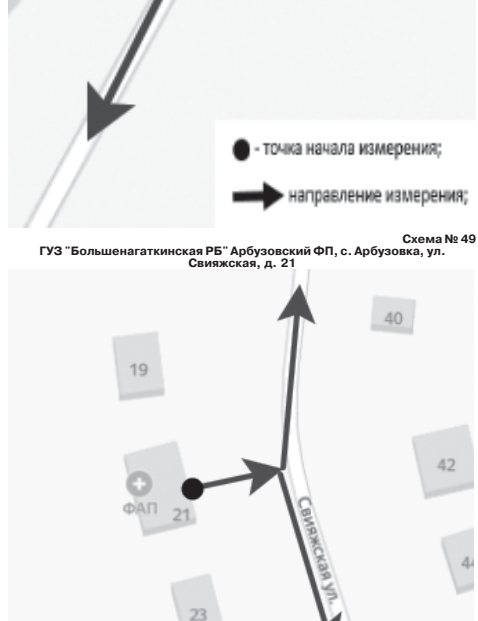 - точка начала измерения;
- направление измерения;
Схема № 49
ГУЗ "Большенагаткинская РБ" Арбузовский ФП, с. Арбузовка, ул.
Свияжская, д. 21
40
19
42
ФАП
21
Свияжская ул.
44
23